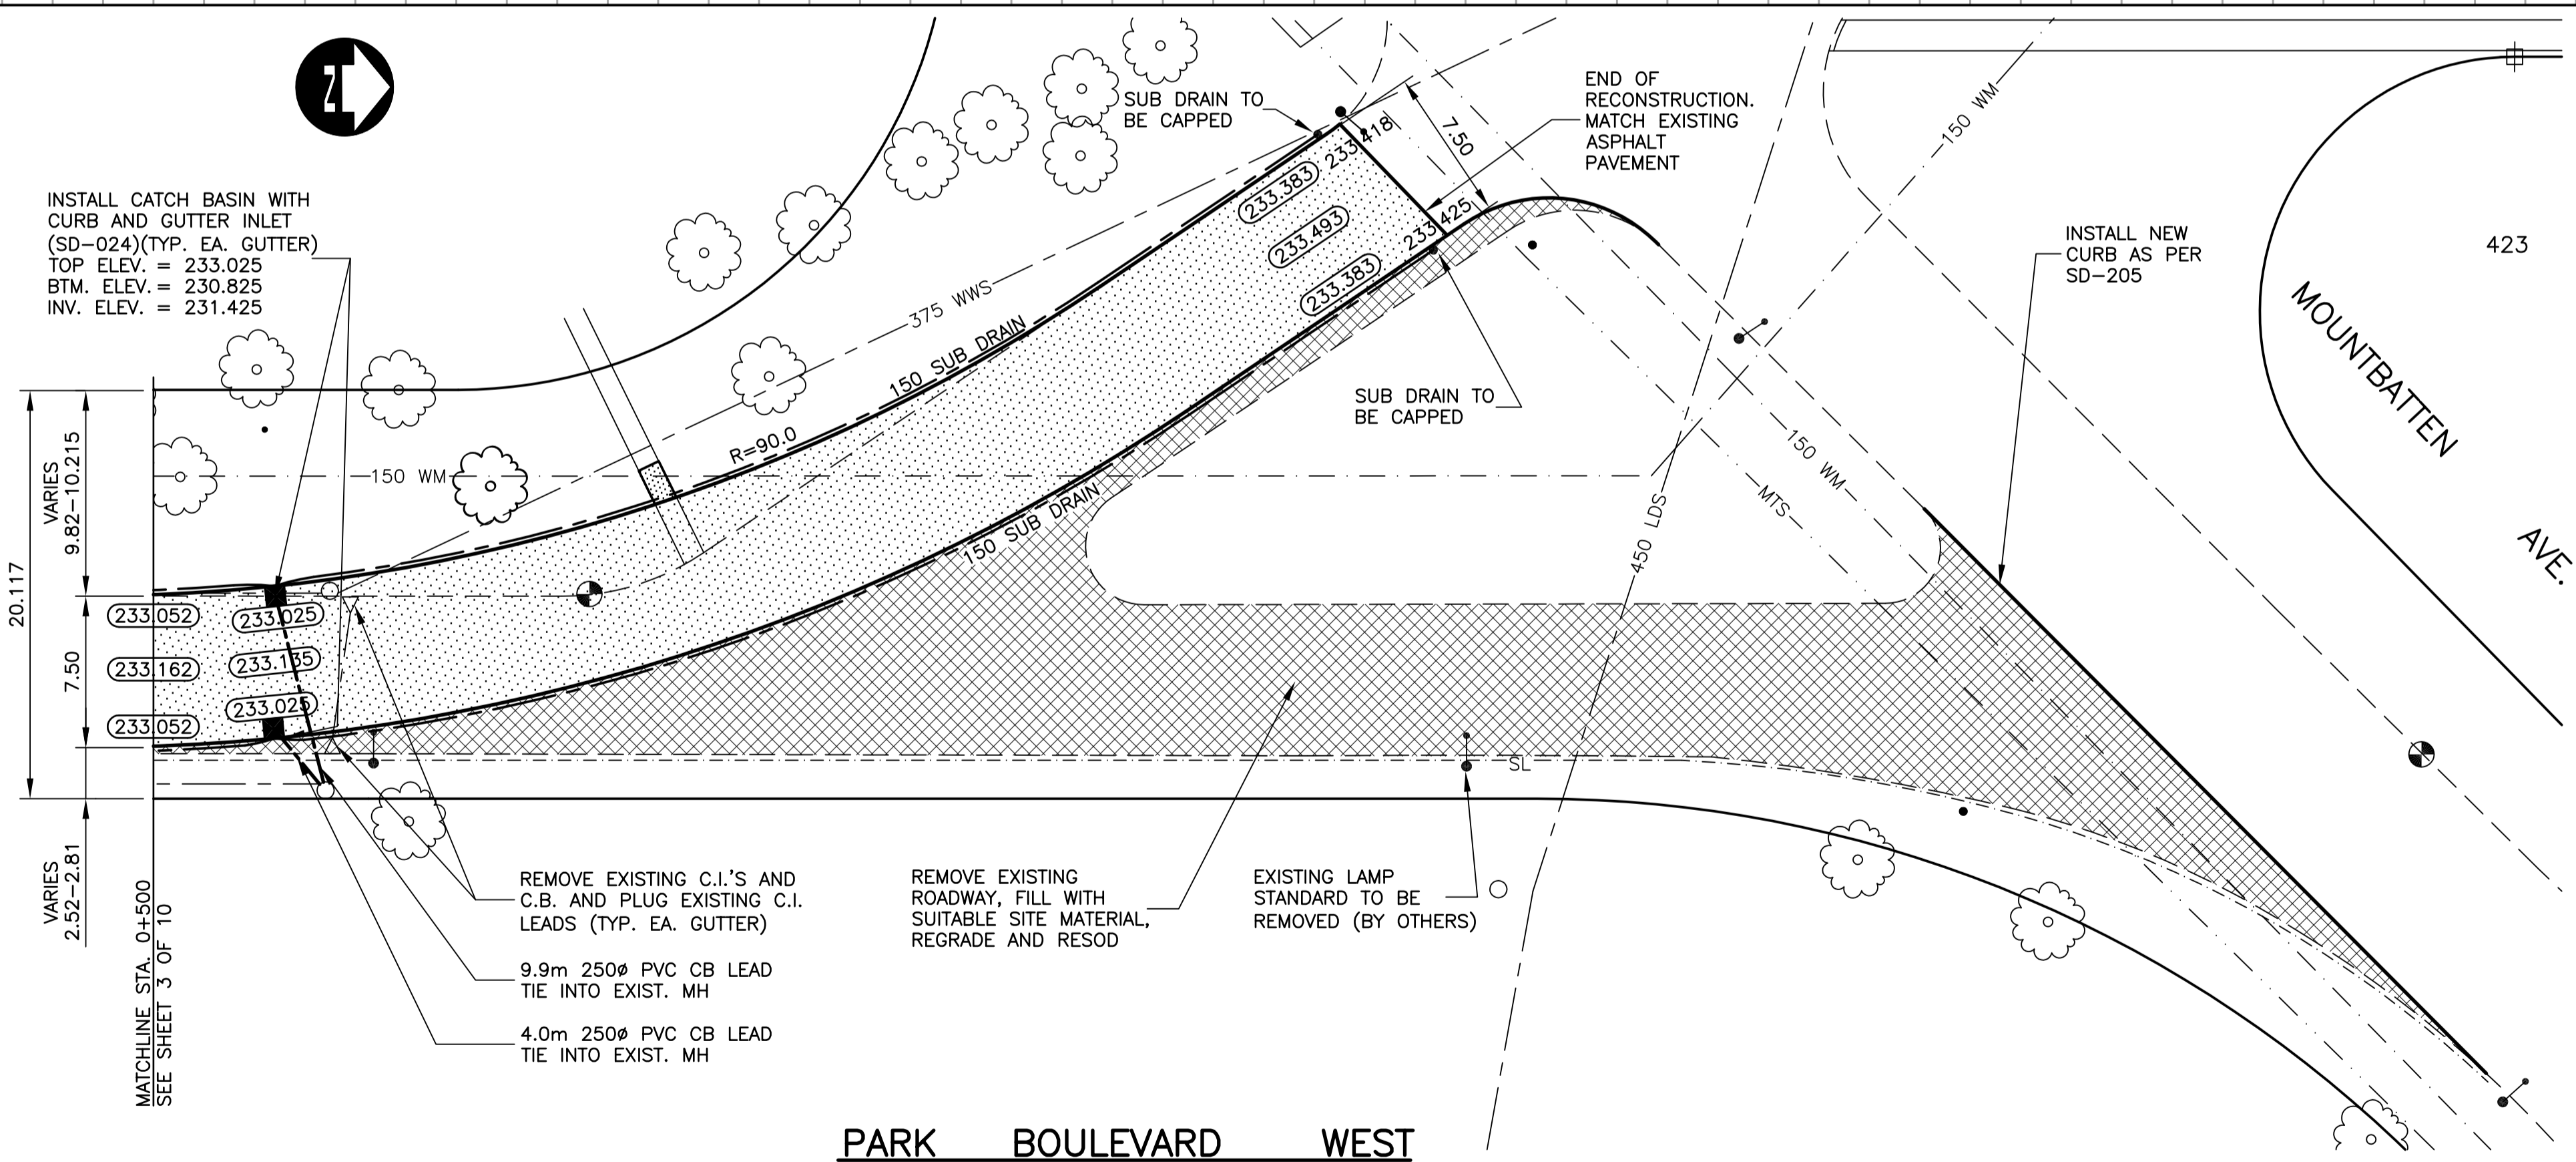 N
INSTALL CATCH BASIN WITH
CURB AND GUTTER INLET
(SD-024)(TYP. EA. GUTTER)
TOP ELEV. = 233.025
BTM. ELEV. = 230.825
INV. ELEV. = 231.425
SUB DRAIN TO
BE CAPPED
END OF
RECONSTRUCTION.
MATCH EXISTING
ASPHALT
PAVEMENT
7.50
233.418
233.425
233.383
233.493
233.383
150 WM
INSTALL NEW
CURB AS PER
SD-205
423
MOUNTBATTEN
AVE.
375 WWS
150 SUB DRAIN
R=90.0
150 WM
150 SUB DRAIN
SUB DRAIN TO
BE CAPPED
150 WM
MTS
450 LDS
20.117
VARIES
9.82-10.215
7.50
VARIES
2.52-2.81
233.052
233.025
233.162
233.135
233.052
233.025
SL
MATCHLINE STA. 0+500
SEE SHEET 3 OF 10
REMOVE EXISTING C.I.'S AND
C.B. AND PLUG EXISTING C.I.
LEADS (TYP. EA. GUTTER)
9.9m 250ø PVC CB LEAD
TIE INTO EXIST. MH
4.0m 250ø PVC CB LEAD
TIE INTO EXIST. MH
REMOVE EXISTING
ROADWAY, FILL WITH
SUITABLE SITE MATERIAL,
REGRADE AND RESOD
EXISTING LAMP
STANDARD TO BE
REMOVED (BY OTHERS)
PARK BOULEVARD WEST